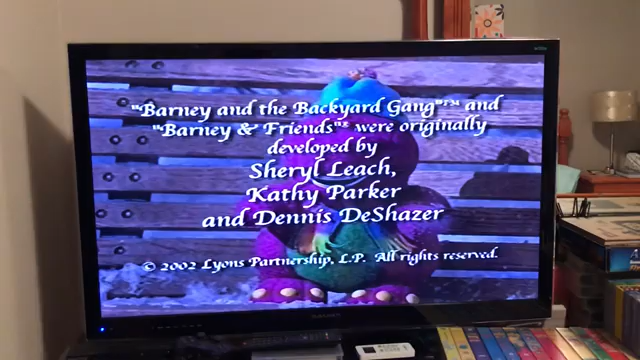 "Barney and the Backyard Gang"™ and
"Barney & Friends"® were originally
developed by
Sheryl Leach,
Kathy Parker
and Dennis DeShazer
© 2002 Lyons Partnership, L.P. All rights reserved.